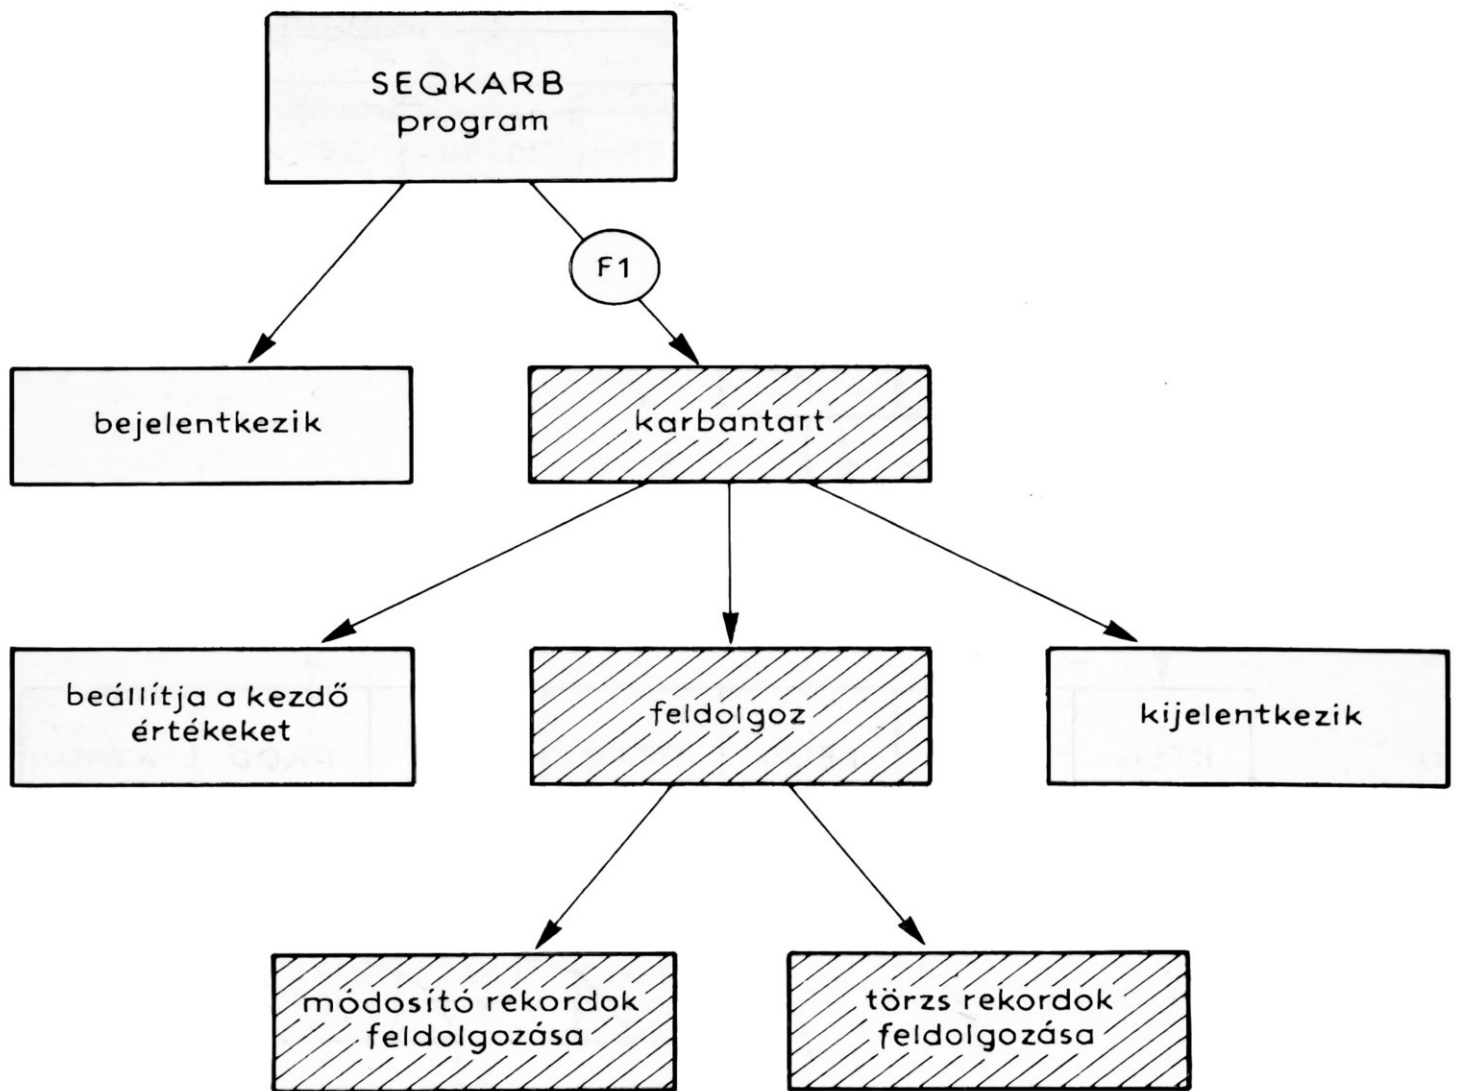 SEQKARB
program
F1
bejelentkezik
karbantart
beállítja a kezdő
értékeket
feldolgoz
kijelentkezik
módosító rekordok
feldolgozása
törzs rekordok
feldolgozása